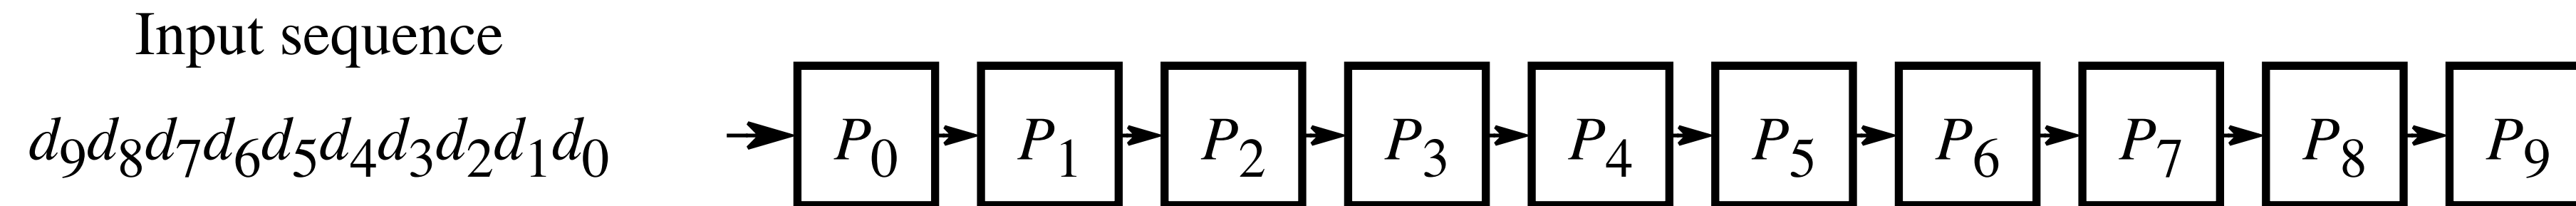 Input sequence
d₉d₈d₇d₆d₅d₄d₃d₂d₁d₀ P₀ P₁ P₂ P₃ P₄ P₅ P₆ P₇ P₈ P₉